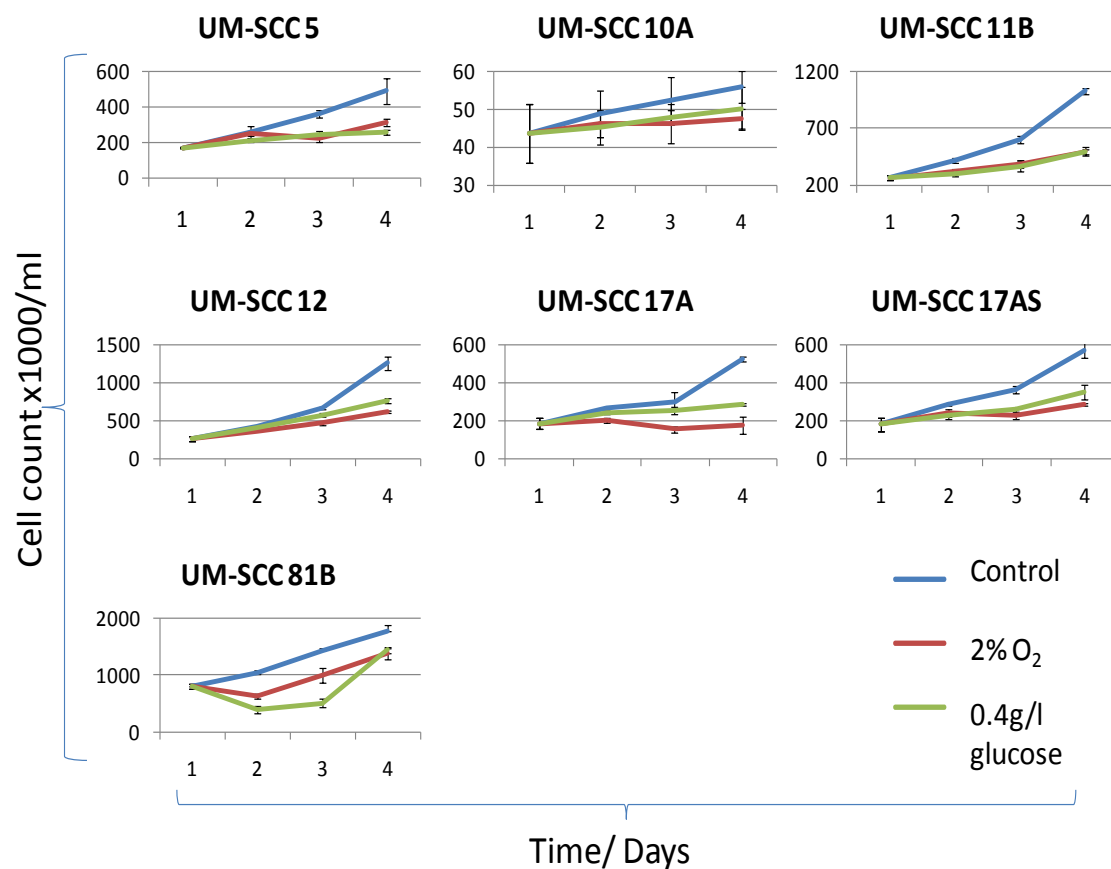 UM-SCC 5
600
400
200
0
1 2 3 4
UM-SCC 10A
60
50
40
30
1 2 3 4
UM-SCC 11B
1200
700
200
1 2 3 4
UM-SCC 12
1500
1000
500
0
1 2 3 4
UM-SCC 17A
600
400
200
0
1 2 3 4
UM-SCC 17AS
600
400
200
0
1 2 3 4
UM-SCC 81B
2000
1000
0
1 2 3 4
Control
2% O₂
0.4g/l
glucose
Cell count x1000/ml
Time/ Days